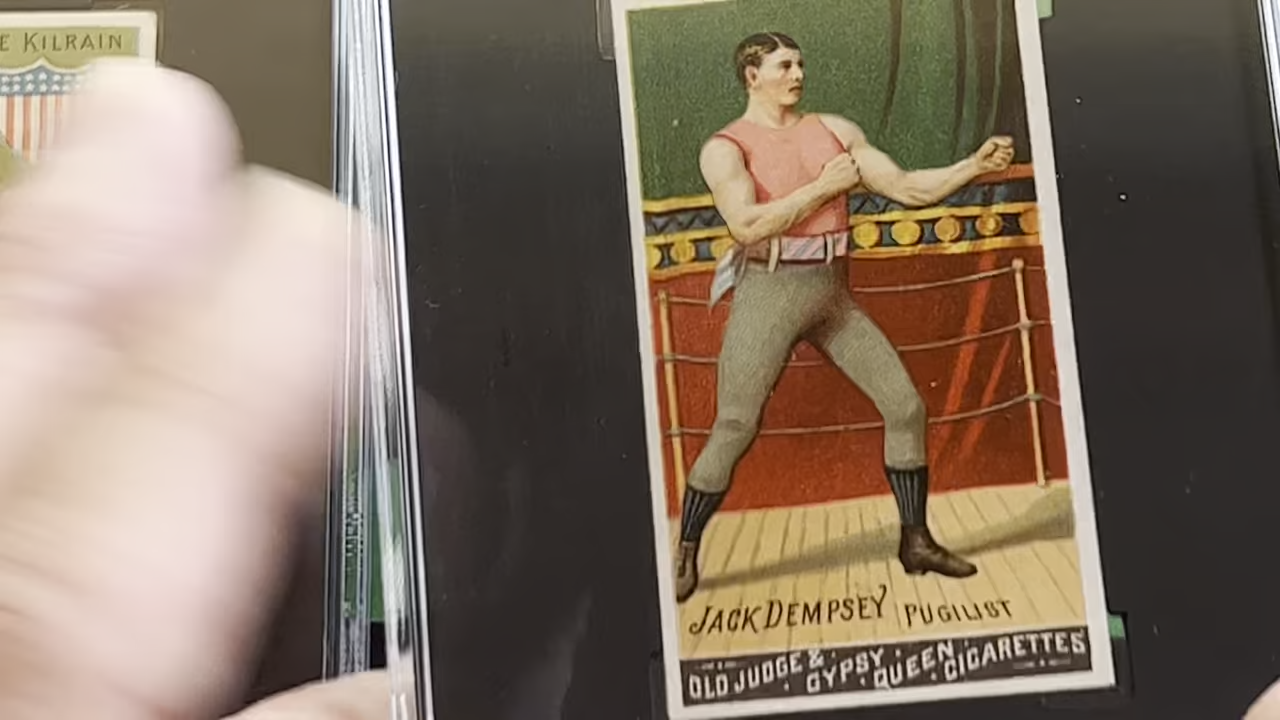 E KILRAIN
JACK DEMPSEY PUGILIST
OLD JUDGE & GYPSY QUEEN CIGARETTES